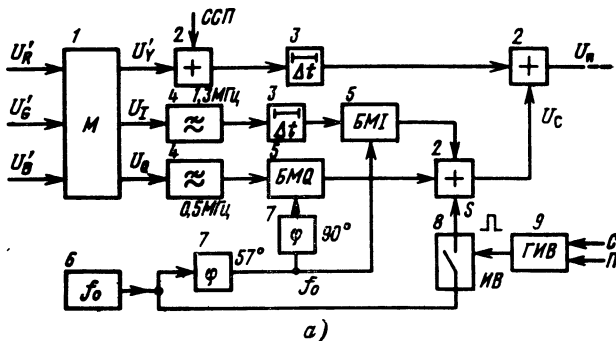 ССП
1
2
3
2
U'R
U'Y
+
Δt
+
Uп
1,3МГц
4
3
5
U'G
М
UI
≈
Δt
БМI
UC
4
5
2
U'B
UQ
≈
БМQ
+
0,5МГц
7
S
φ
90°
8
9
7
57°
6
φ
ГИВ
С
f0
f0
ИВ
П
а)